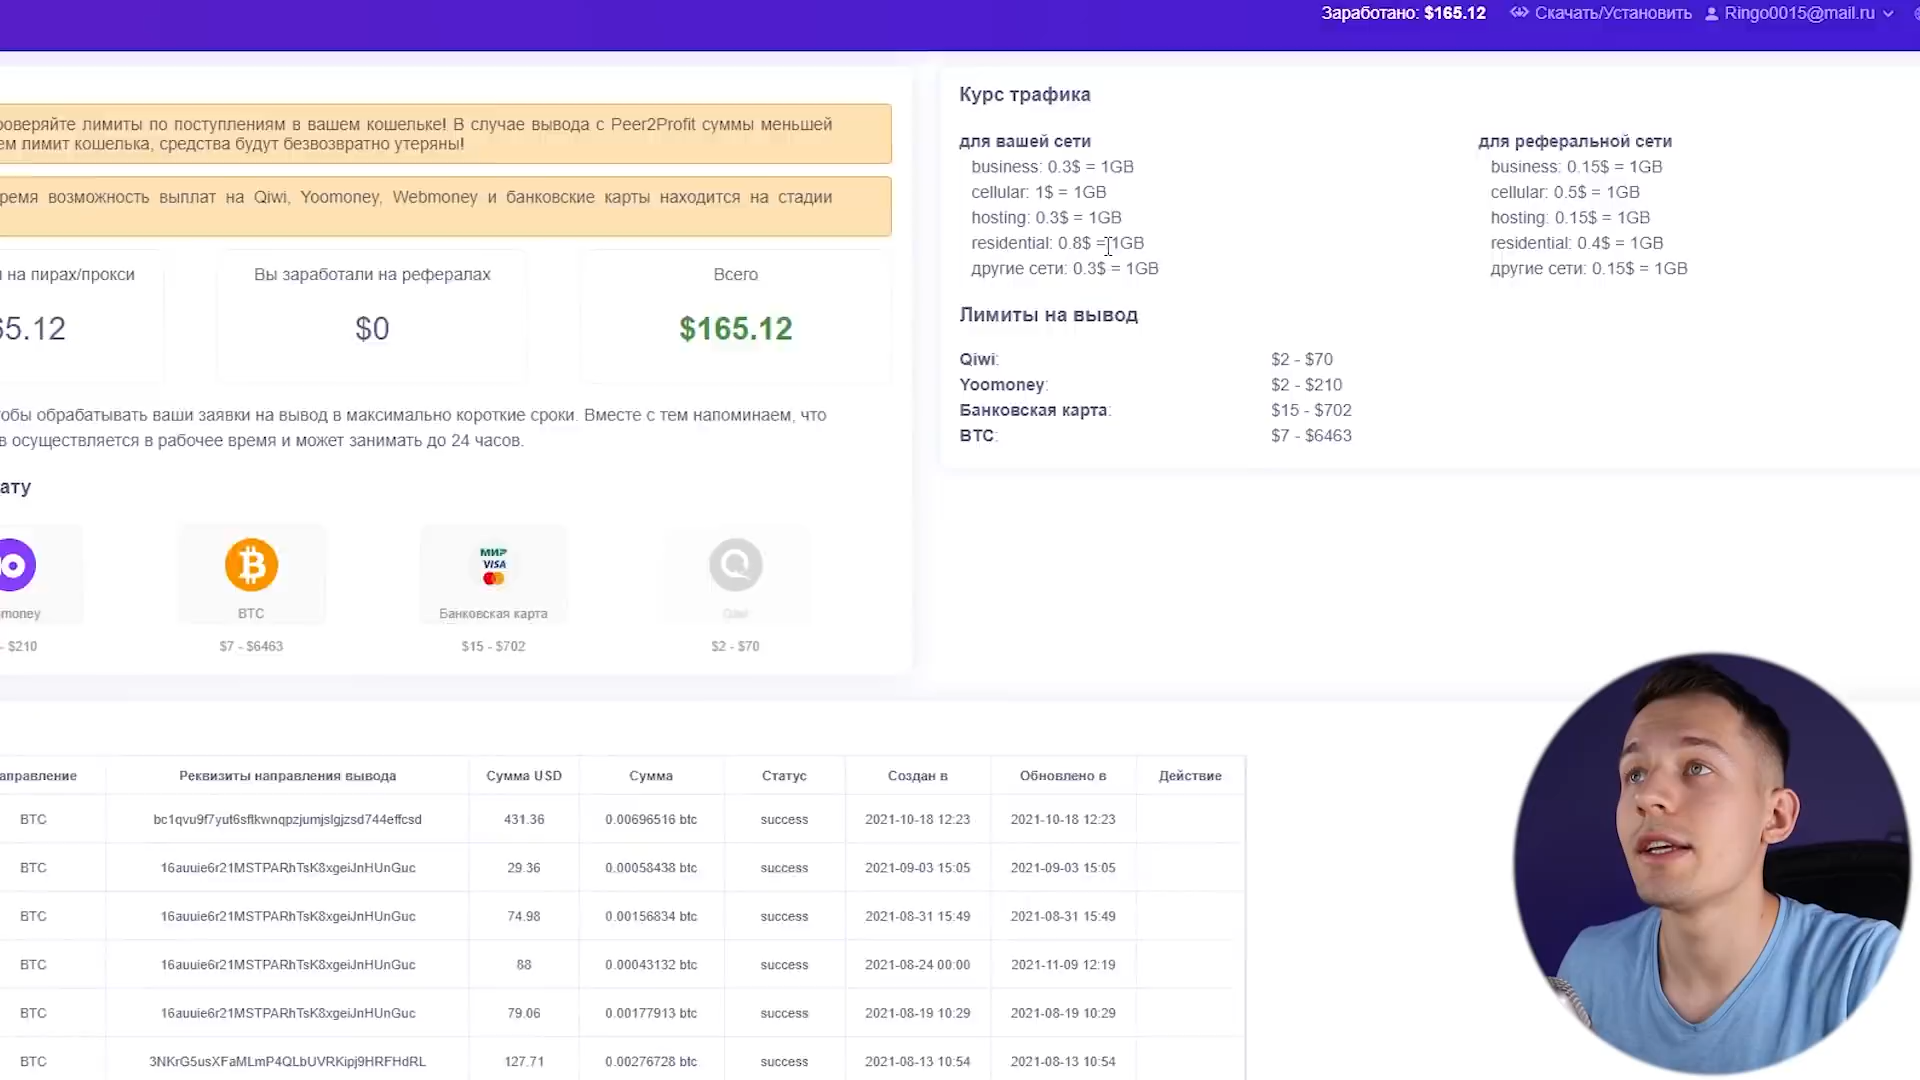 Заработано: $165.12 Скачать/Установить Ringo0015@mail.ru
роверяйте лимиты по поступлениям в вашем кошельке! В случае вывода с Peer2Profit суммы меньшей
ем лимит кошелька, средства будут безвозвратно утеряны!
ремя возможность выплат на Qiwi, Yoomoney, Webmoney и банковские карты находится на стадии
и на пирах/прокси
65.12
Вы заработали на рефералах
$0
Всего
$165.12
обы обрабатывать ваши заявки на вывод в максимально короткие сроки. Вместе с тем напоминаем, что
в осуществляется в рабочее время и может занимать до 24 часов.
ату
money
- $210
BTC
$7 - $6463
МИР
VISA
Банковская карта
$15 - $702
Qiwi
$2 - $70
Курс трафика
для вашей сети
business: 0.3$ = 1GB
cellular: 1$ = 1GB
hosting: 0.3$ = 1GB
residential: 0.8$ = 1GB
другие сети: 0.3$ = 1GB
для реферальной сети
business: 0.15$ = 1GB
cellular: 0.5$ = 1GB
hosting: 0.15$ = 1GB
residential: 0.4$ = 1GB
другие сети: 0.15$ = 1GB
Лимиты на вывод
Qiwi: $2 - $70
Yoomoney: $2 - $210
Банковская карта: $15 - $702
BTC: $7 - $6463
аправление Реквизиты направления вывода Сумма USD Сумма Статус Создан в Обновлено в Действие
BTC bc1qvu9f7yut6sftkwnqpzjumjslgjzsd744effcsd 431.36 0.00696516 btc success 2021-10-18 12:23 2021-10-18 12:23
BTC 16auuie6r21MSTPARhTsK8xgeiJnHUnGuc 29.36 0.00058438 btc success 2021-09-03 15:05 2021-09-03 15:05
BTC 16auuie6r21MSTPARhTsK8xgeiJnHUnGuc 74.98 0.00156834 btc success 2021-08-31 15:49 2021-08-31 15:49
BTC 16auuie6r21MSTPARhTsK8xgeiJnHUnGuc 88 0.00043132 btc success 2021-08-24 00:00 2021-11-09 12:19
BTC 16auuie6r21MSTPARhTsK8xgeiJnHUnGuc 79.06 0.00177913 btc success 2021-08-19 10:29 2021-08-19 10:29
BTC 3NKrG5usXFaMLmP4QLbUVRKipj9HRFHdRL 127.71 0.00276728 btc success 2021-08-13 10:54 2021-08-13 10:54